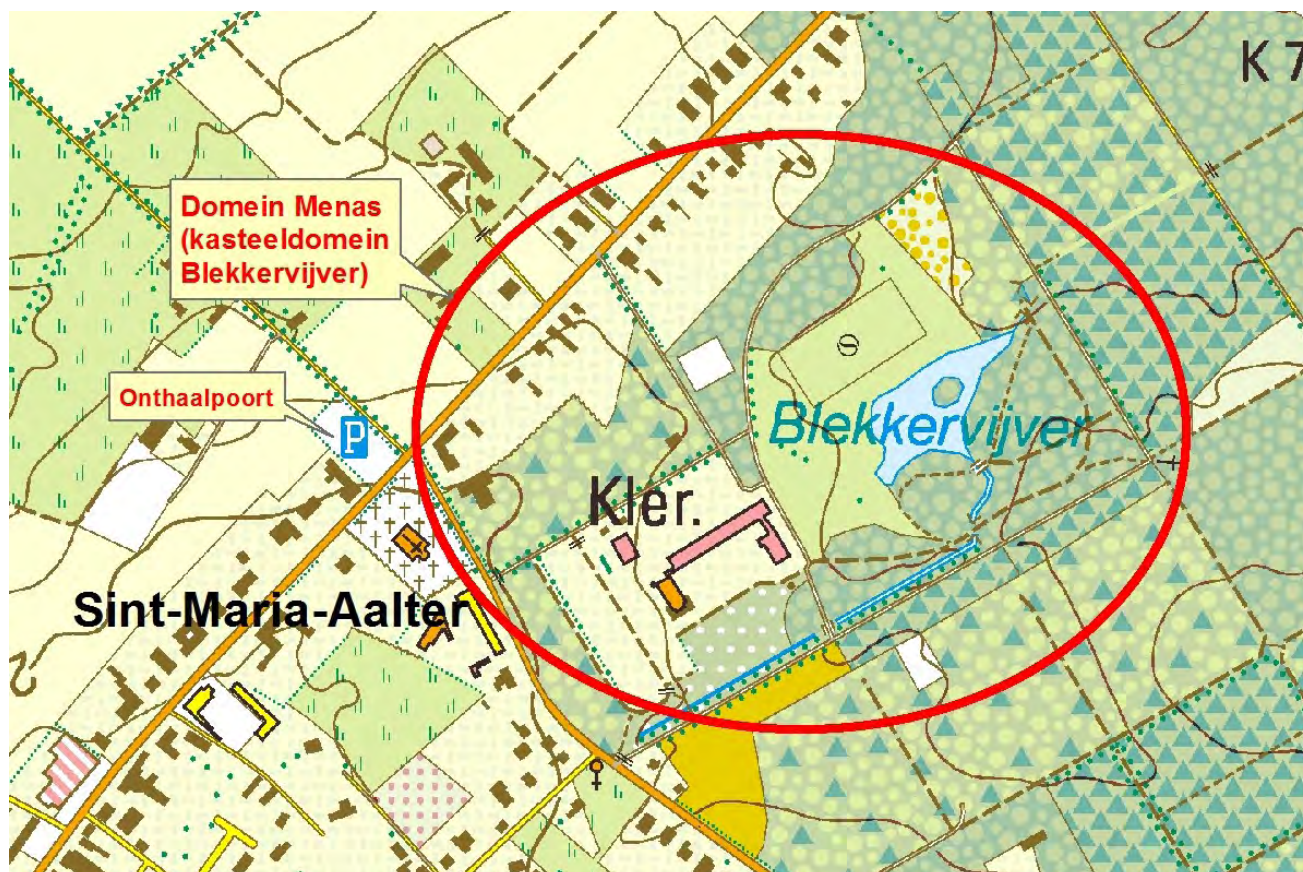 K 7
Domein Menas
(kasteeldomein
Blekkervijver)
Onthaalpoort
P
Blekkervijver
Kler.
Sint-Maria-Aalter